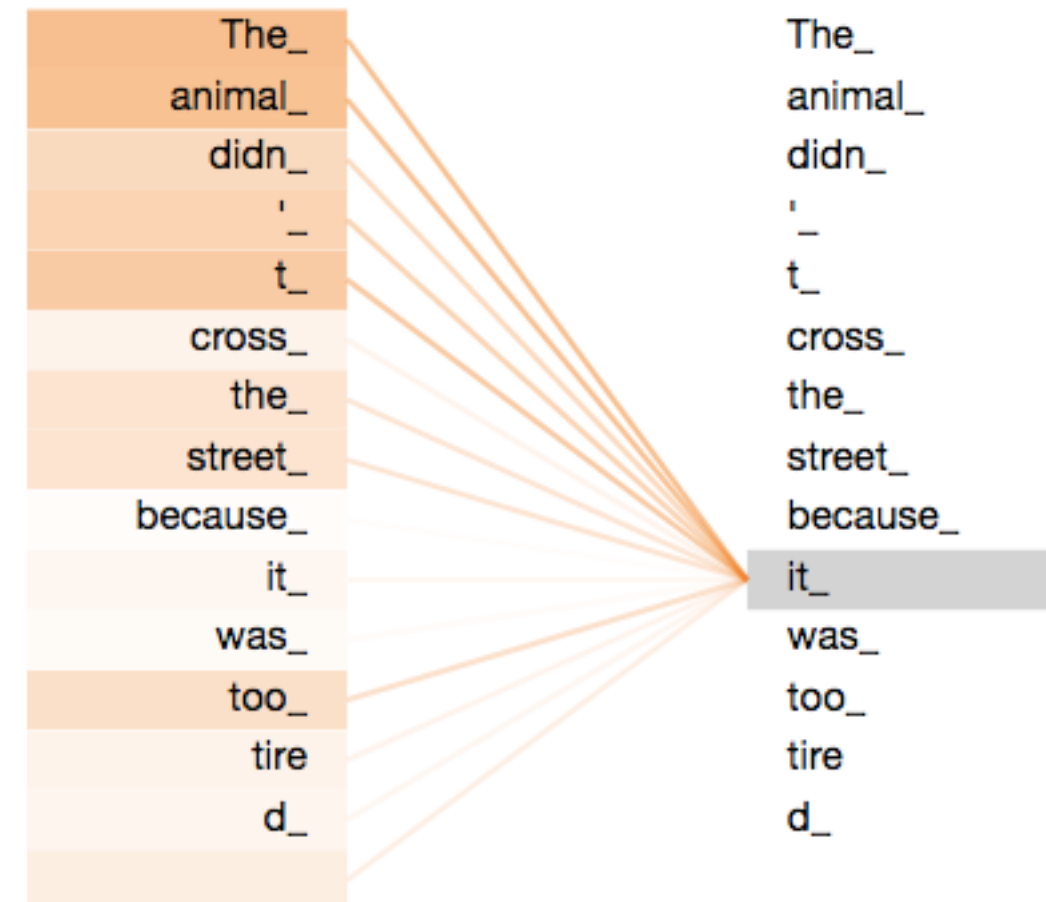 The_ The_
animal_ animal_
didn_ didn_
'_ '_
t_ t_
cross_ cross_
the_ the_
street_ street_
because_ because_
it_ it_
was_ was_
too_ too_
tire tire
d_ d_